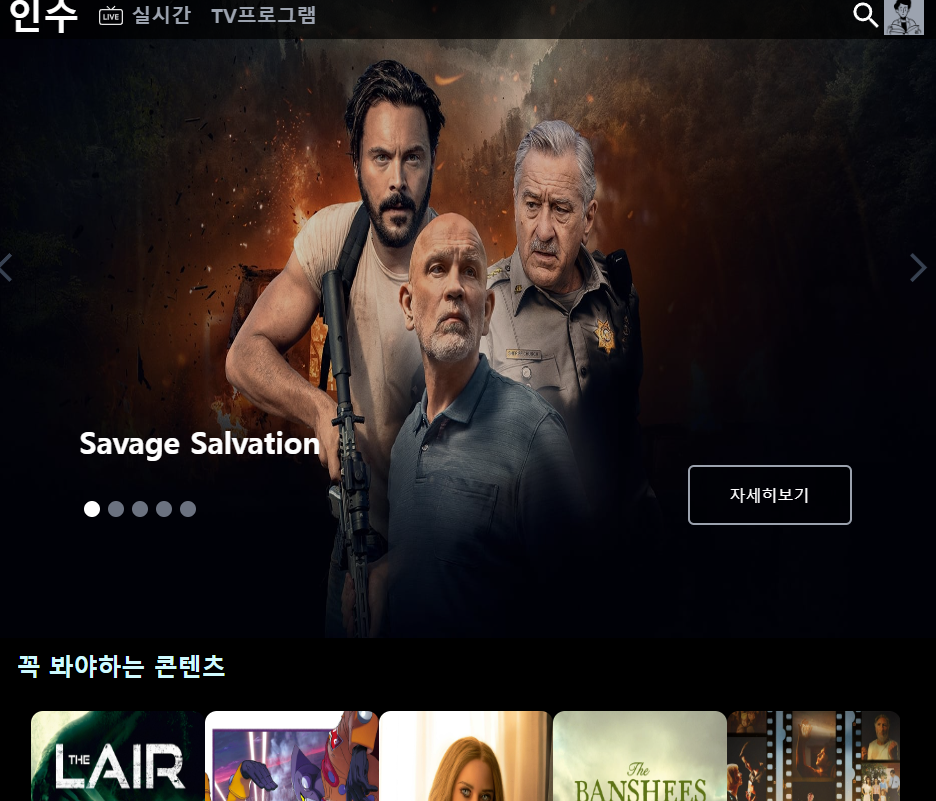 인수 LIVE 실시간 TV프로그램
Savage Salvation
자세히보기
꼭 봐야하는 콘텐츠
THE LAIR
The BANSHEES